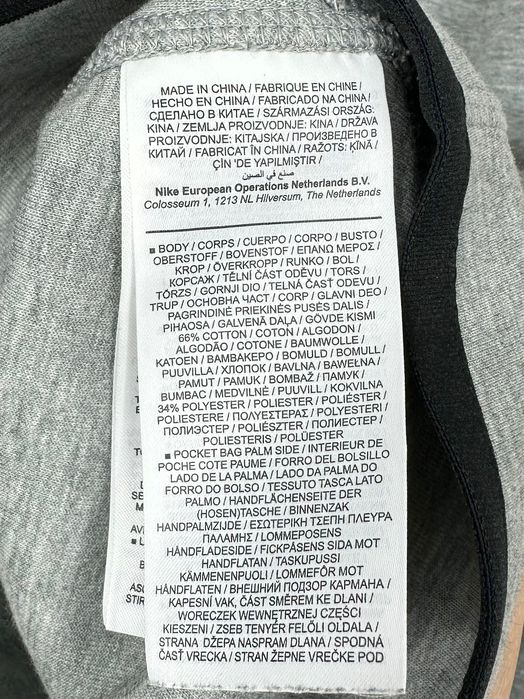 MADE IN CHINA / FABRIQUE EN CHINE /
HECHO EN CHINA / FABRICADO NA CHINA /
СДЕЛАНО В КИТАЕ / SZÁRMAZÁSI ORSZÁG:
KINA / ZEMLJA PROIZVODNJE: KINA / DRŽAVA
PROIZVODNJE: KITAJSKA / ПРОИЗВЕДЕНО В
КИТАЙ / FABRICAT ÎN CHINA / RAŽOTS: ĶĪNĀ /
ÇİN 'DE YAPILMIŞTIR /
صنع في الصين
Nike European Operations Netherlands B.V.
Colosseum 1, 1213 NL Hilversum, The Netherlands
■ BODY / CORPS / CUERPO / CORPO / BUSTO /
OBERSTOFF / BOVENSTOF / ΕΠΑΝΩ ΜΕΡΟΣ /
KROP / ÖVERKROPP / RUNKO / BOL /
КОРСАЖ / TĚLNÍ ČÁST ODĚVU / TORS /
TÖRZS / GORNJI DIO / TELNÁ ČASŤ ODEVU /
TRUP / ОСНОВНА ЧАСТ / CORP / GLAVNI DEO /
PAGRINDINĖ PRIEKINĖS PUSĖS DALIS /
PIHAOSA / GALVENĀ DAĻA / GÖVDE KISMI
66% COTTON / COTON / ALGODON /
ALGODÃO / COTONE / BAUMWOLLE /
KATOEN / ΒΑΜΒΑΚΕΡΟ / BOMULD / BOMULL /
PUUVILLA / ХЛОПОК / BAVLNA / BAWEŁNA /
PAMUT / PAMUK / BOMBAŽ / ПАМУК /
BUMBAC / MEDVILNĖ / PUUVILL / KOKVILNA
34% POLYESTER / POLIESTER / POLIÉSTER /
POLIESTERE / ΠΟΛΥΕΣΤΕΡΑΣ / POLYESTERI /
ПОЛИЭСТЕР / POLIÉSZTER / ПОЛИЕСТЕР /
POLIESTERIS / POLÜESTER
■ POCKET BAG PALM SIDE / INTERIEUR DE
POCHE COTE PAUME / FORRO DEL BOLSILLO
LADO DE LA PALMA / LADO DA PALMA DO
FORRO DO BOLSO / TESSUTO TASCA LATO
PALMO / HANDFLÄCHENSEITE DER
(HOSEN)TASCHE / BINNENZAK
HANDPALMZIJDE / ΕΣΩΤΕΡΙΚΗ ΤΣΕΠΗ ΠΛΕΥΡΑ
ΠΑΛΑΜΗΣ / LOMMEPOSENS
HÅNDFLADESIDE / FICKPÅSENS SIDA MOT
HANDFLATAN / TASKUPUSSI
KÄMMENENPUOLI / LOMMEFÔR MOT
HÅNDFLATEN / ВНЕШНИЙ ПОДЗОР КАРМАНА /
KAPESNÍ VAK, ČÁST SMĚREM KE DLANI /
WORECZEK WEWNĘTRZNEJ CZĘŚCI
KIESZENI / ZSEB TENYÉR FELŐLI OLDALA /
STRANA DŽEPA NASPRAM DLANA / SPODNÁ
ČASŤ VRECKA / STRAN ŽEPNE VREČKE POD